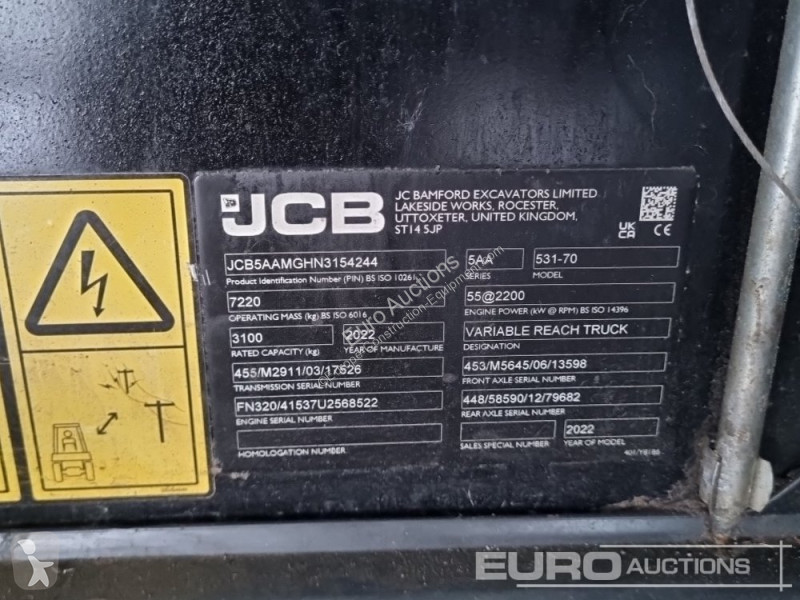 JCB
JC BAMFORD EXCAVATORS LIMITED
LAKESIDE WORKS, ROCESTER,
UTTOXETER, UNITED KINGDOM,
ST14 5JP
UK
CA
CE
JCB5AAMGHN3154244
Product Identification Number (PIN) BS ISO 10261
5AA
SERIES
531-70
MODEL
7220
OPERATING MASS (kg) BS ISO 6016
55@2200
ENGINE POWER (kW @ RPM) BS ISO 14396
3100
RATED CAPACITY (kg)
2022
YEAR OF MANUFACTURE
VARIABLE REACH TRUCK
DESIGNATION
455/M2911/03/17526
TRANSMISSION SERIAL NUMBER
453/M5645/06/13598
FRONT AXLE SERIAL NUMBER
FN320/41537U2568522
ENGINE SERIAL NUMBER
448/58590/12/79682
REAR AXLE SERIAL NUMBER
HOMOLOGATION NUMBER
SALES SPECIAL NUMBER
2022
YEAR OF MODEL
Euro Auctions
EURO AUCTIONS